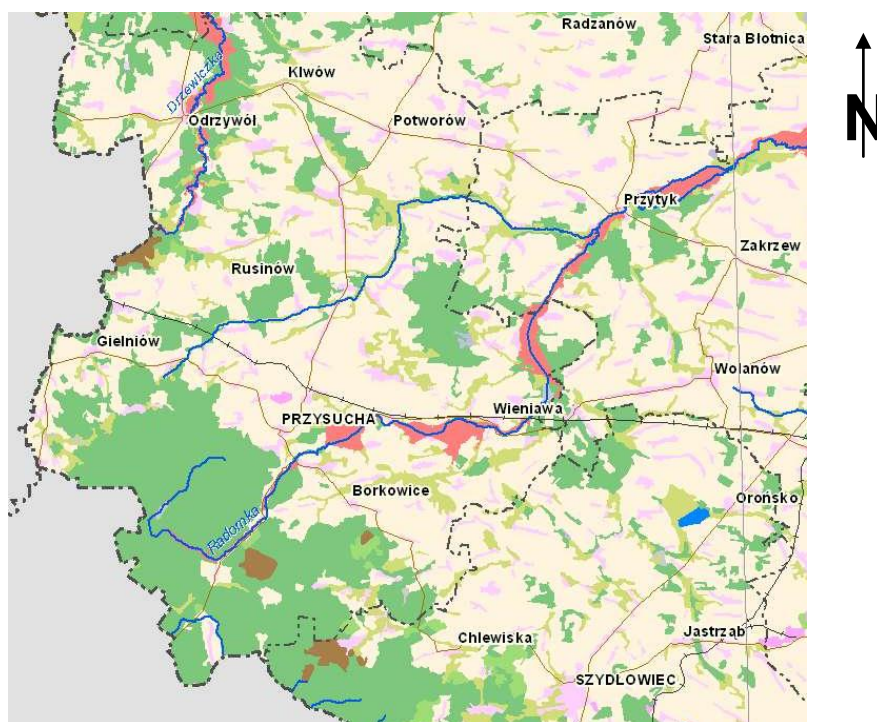 Radzanów
Stara Błotnica
Klwów
Drzewiczka
Odrzywół
Potworów
N
Przytyk
Zakrzew
Rusinów
Gielniów
Wolanów
Wieniawa
PRZYSUCHA
Borkowice
Orońsko
Radomka
Chlewiska
Jastrząb
SZYDŁOWIEC